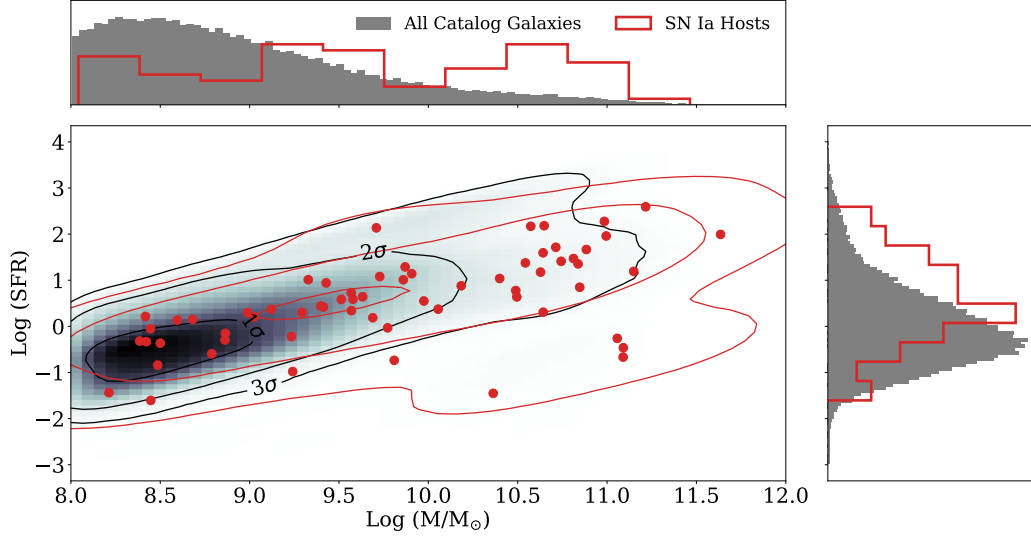 All Catalog Galaxies
SN Ia Hosts
4
3
2
1
0
−1
−2
−3
Log (SFR)
1σ
2σ
3σ
8.0 8.5 9.0 9.5 10.0 10.5 11.0 11.5 12.0
Log (M/M☉)